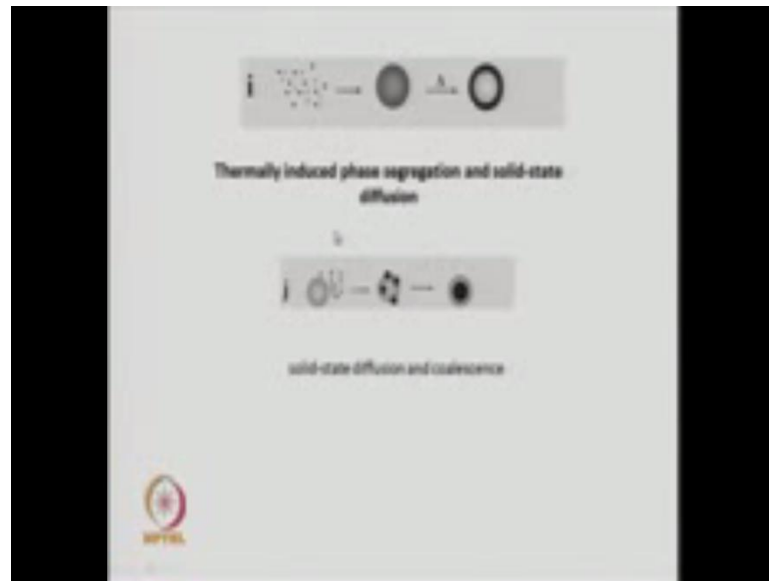 i
Δ
Thermally induced phase segregation and solid-state
diffusion
j
solid-state diffusion and coalescence
NPTEL